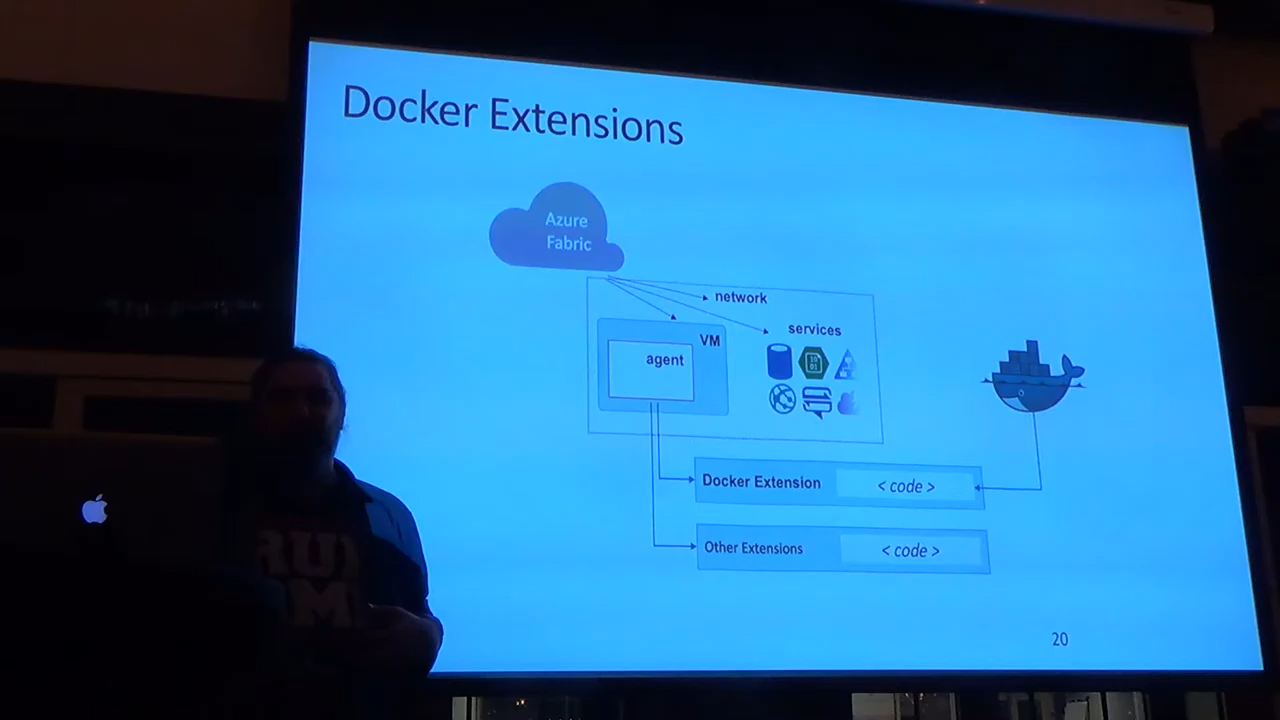 Docker Extensions
Azure
Fabric
network
services
VM
agent
Docker Extension
< code >
Other Extensions
< code >
20